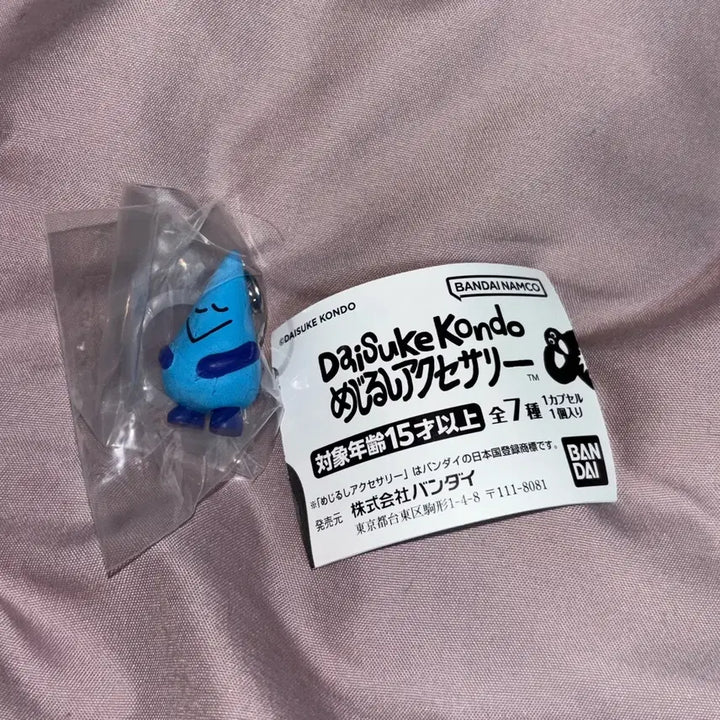 ©DAISUKE KONDO
BANDAI NAMCO
Daisuke Kondo
めじるしアクセサリー™
対象年齢15才以上
全7種
1カプセル
1個入り
※「めじるしアクセサリー」はバンダイの日本国登録商標です。
発売元 株式会社バンダイ
東京都台東区駒形1-4-8 〒111-8081
BAN
DAI